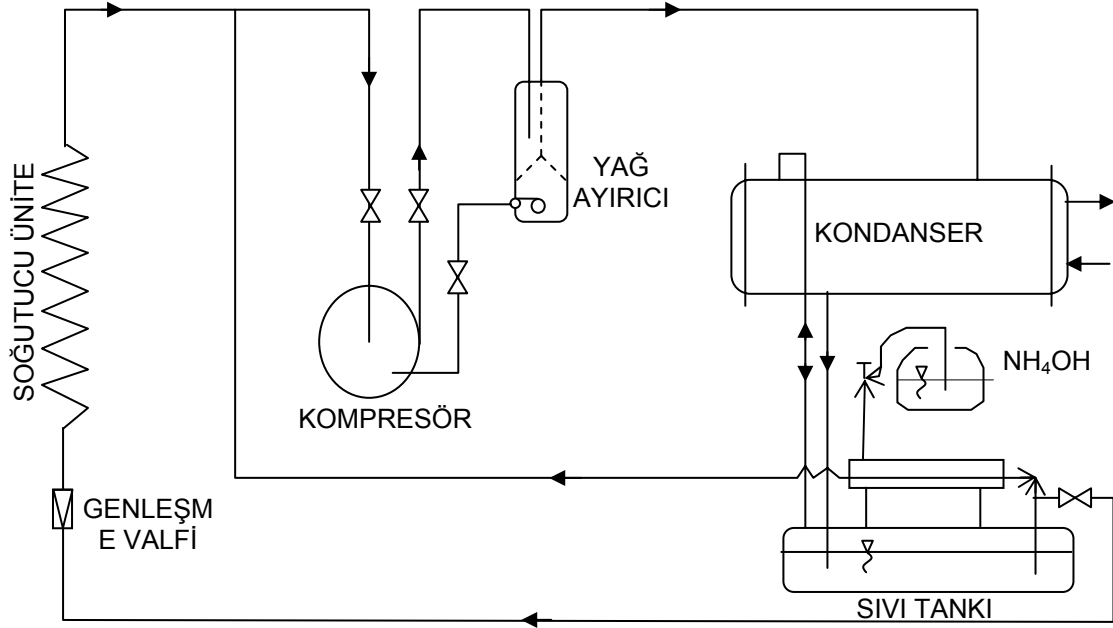 SOĞUTUCU ÜNİTE
YAĞ
AYIRICI
KONDANSER
KOMPRESÖR
NH₄OH
GENLEŞM
E VALFİ
SIVI TANKI